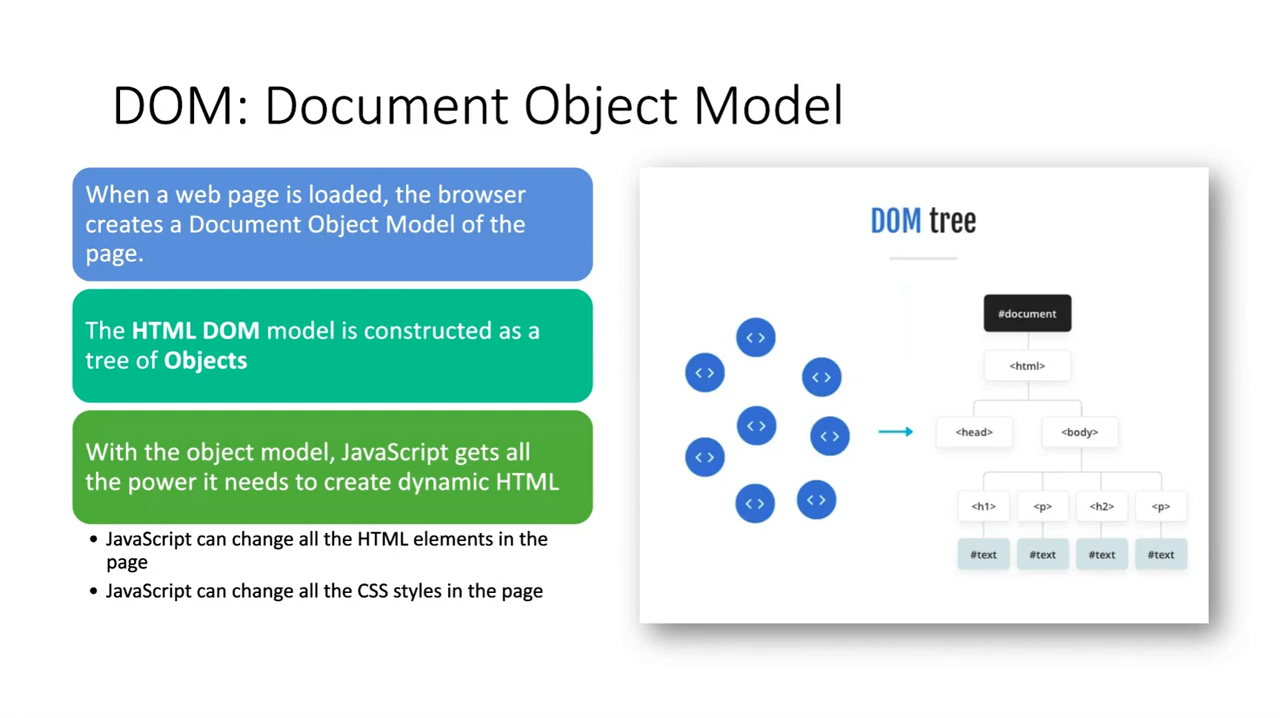 DOM: Document Object Model
When a web page is loaded, the browser
creates a Document Object Model of the
page.
The HTML DOM model is constructed as a
tree of Objects
With the object model, JavaScript gets all
the power it needs to create dynamic HTML
• JavaScript can change all the HTML elements in the
page
• JavaScript can change all the CSS styles in the page
DOM tree
< >
< >
< >
< >
< >
< >
< >
< >
#document
<html>
<head> <body>
<h1> <p> <h2> <p>
#text #text #text #text